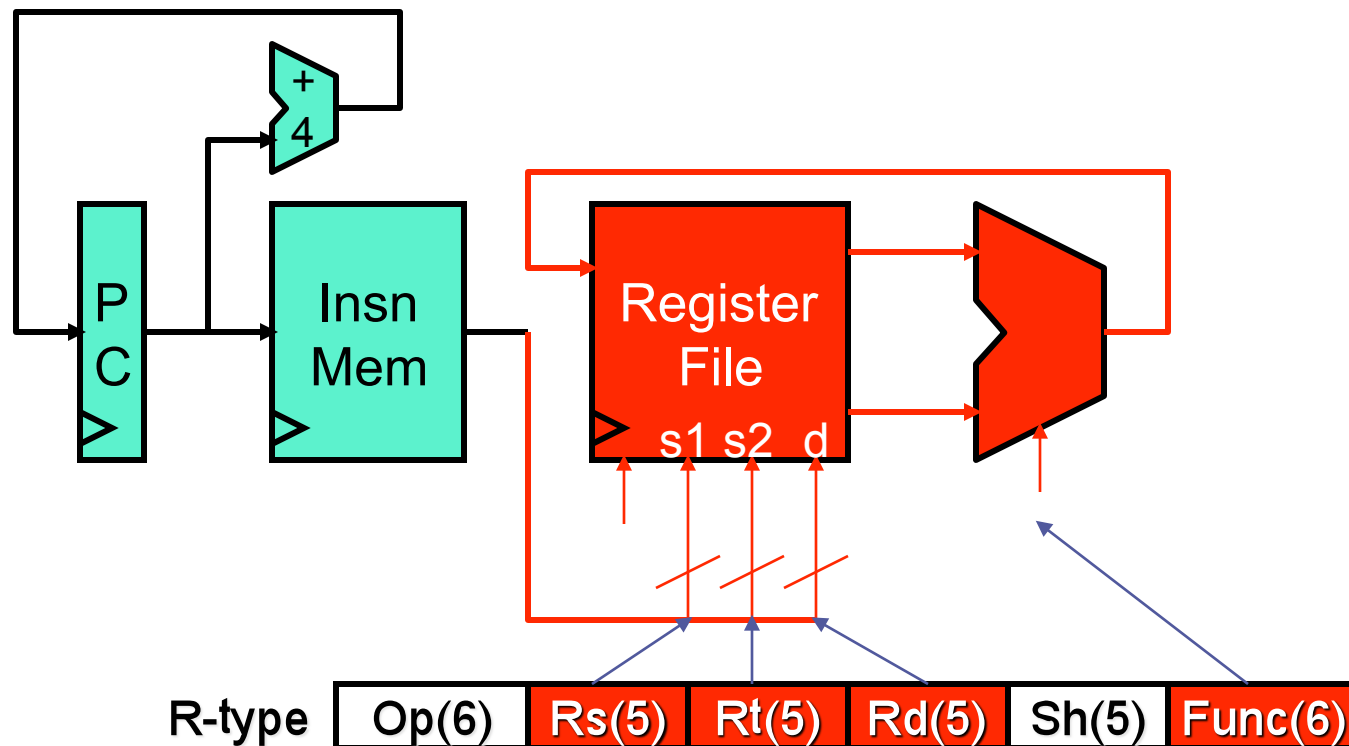 +
4
P
C
Insn
Mem
Register
File
s1 s2 d
R-type Op(6) Rs(5) Rt(5) Rd(5) Sh(5) Func(6)